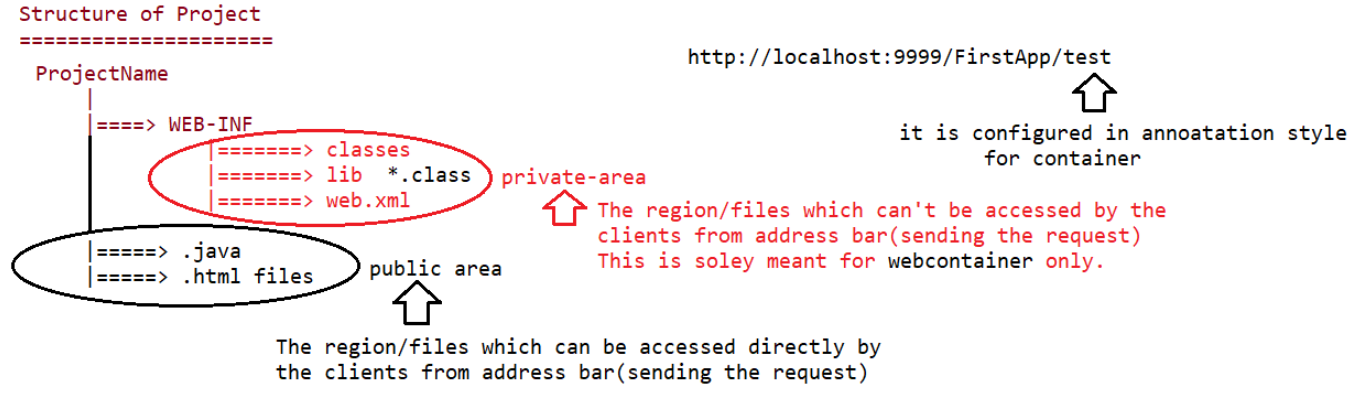 Structure of Project
=====================
ProjectName
|
|====> WEB-INF
|=======> classes
|=======> lib *.class
|=======> web.xml
private-area
The region/files which can't be accessed by the
clients from address bar(sending the request)
This is soley meant for webcontainer only.
|=====> .java
|=====> .html files
public area
The region/files which can be accessed directly by
the clients from address bar(sending the request)
http://localhost:9999/FirstApp/test
it is configured in annoatation style
for container